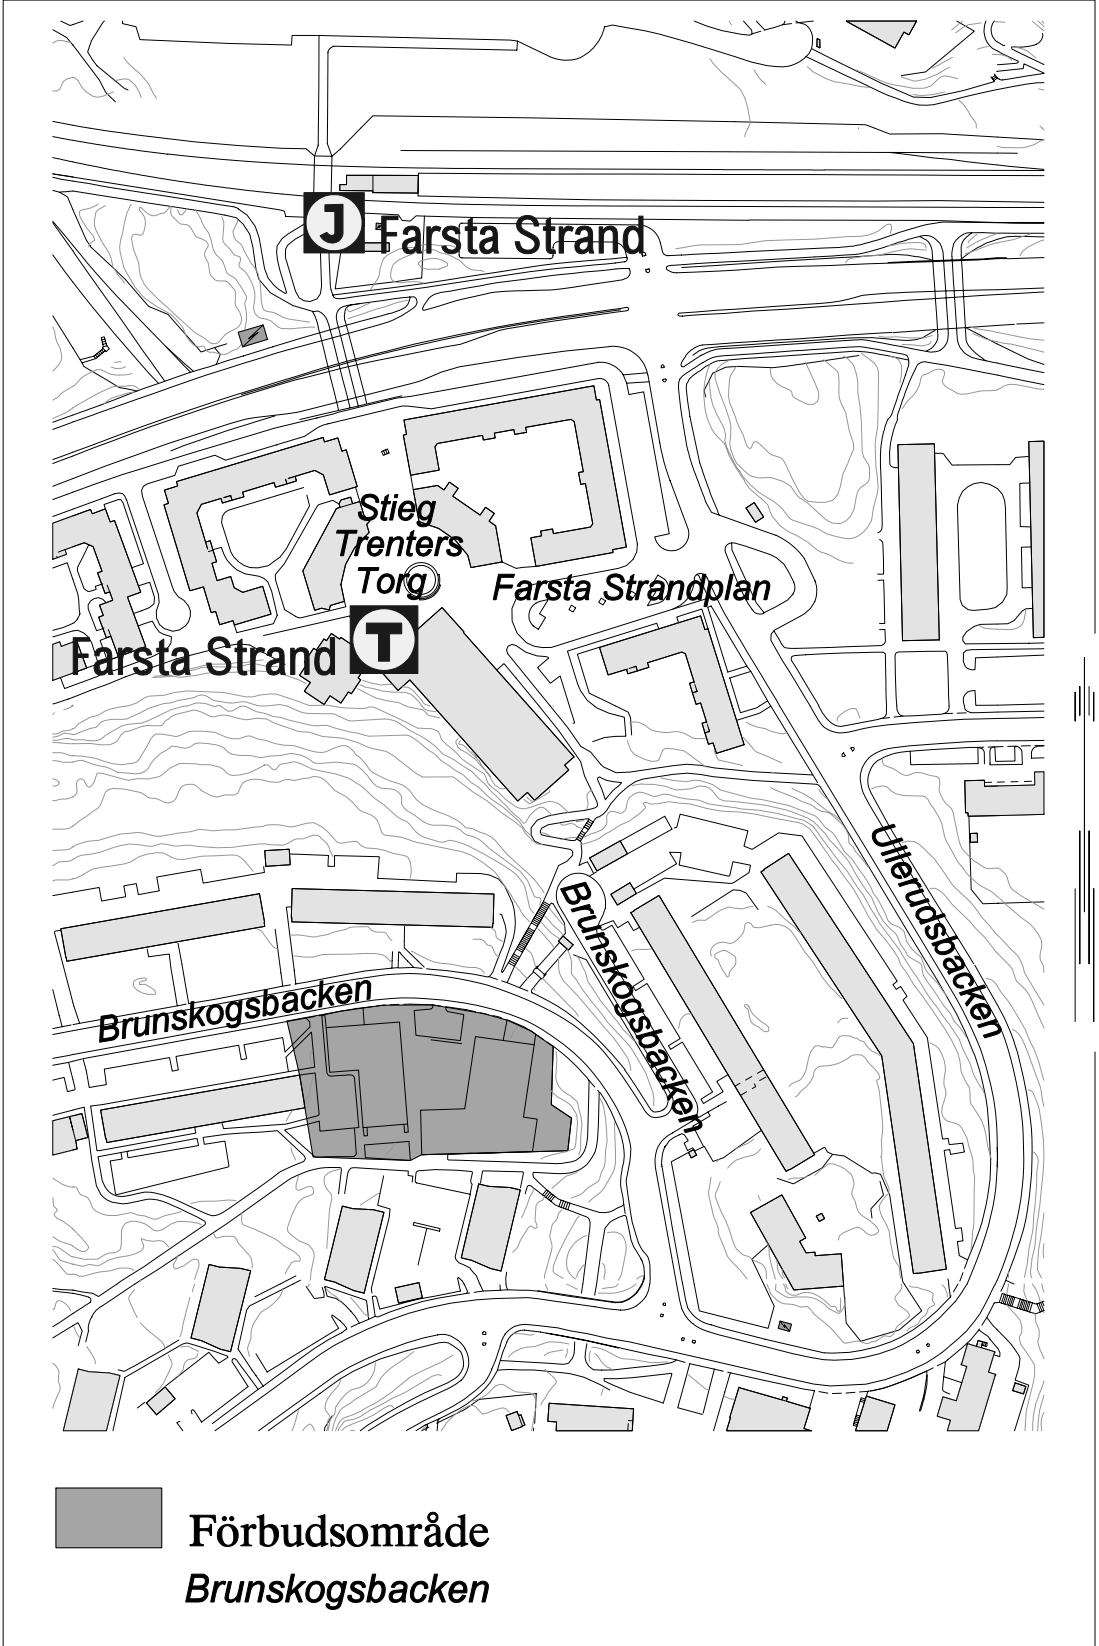 J Farsta Strand
Stieg
Trenters
Torg
Farsta Strandplan
Farsta Strand T
Ullerudsbacken
Brunskogsbacken
Brunskogsbacken
Förbudsområde
Brunskogsbacken